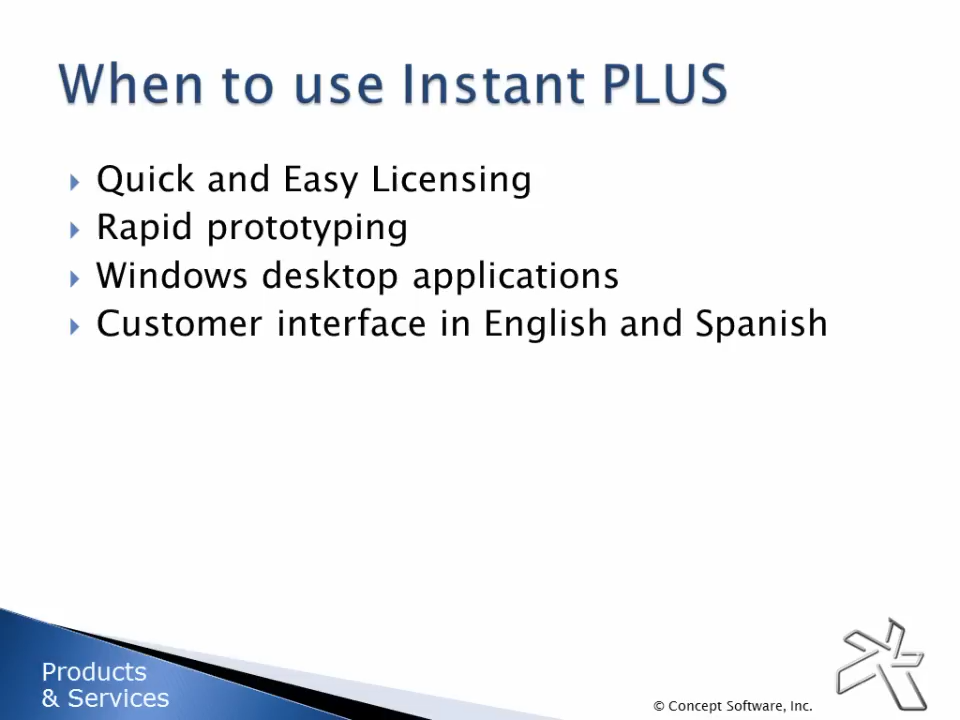 When to use Instant PLUS
Quick and Easy Licensing
Rapid prototyping
Windows desktop applications
Customer interface in English and Spanish
Products
& Services
© Concept Software, Inc.